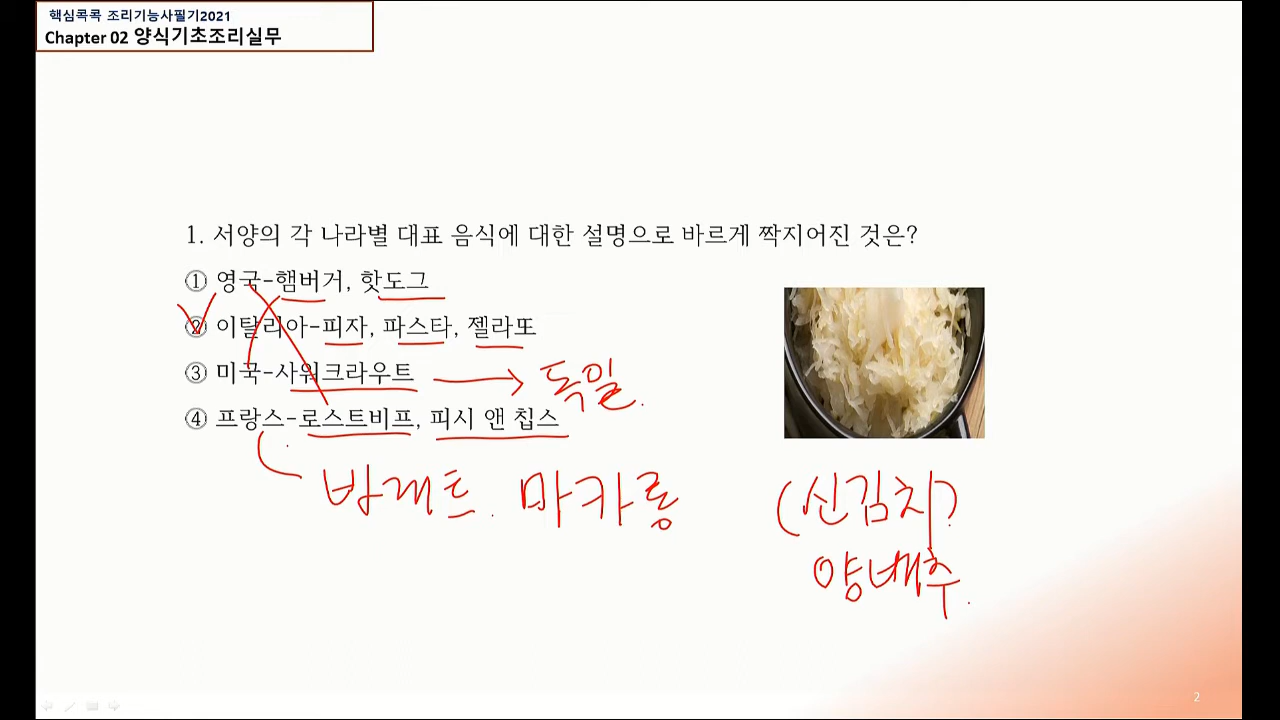 핵심콕콕 조리기능사필기2021
Chapter 02 양식기초조리실무
1. 서양의 각 나라별 대표 음식에 대한 설명으로 바르게 짝지어진 것은?
① 영국-햄버거, 핫도그
② 이탈리아-피자, 파스타, 젤라또
③ 미국-사워크라우트 → 독일.
④ 프랑스-로스트비프, 피시 앤 칩스
바게트. 마카롱
(신김치)
양배추.
2